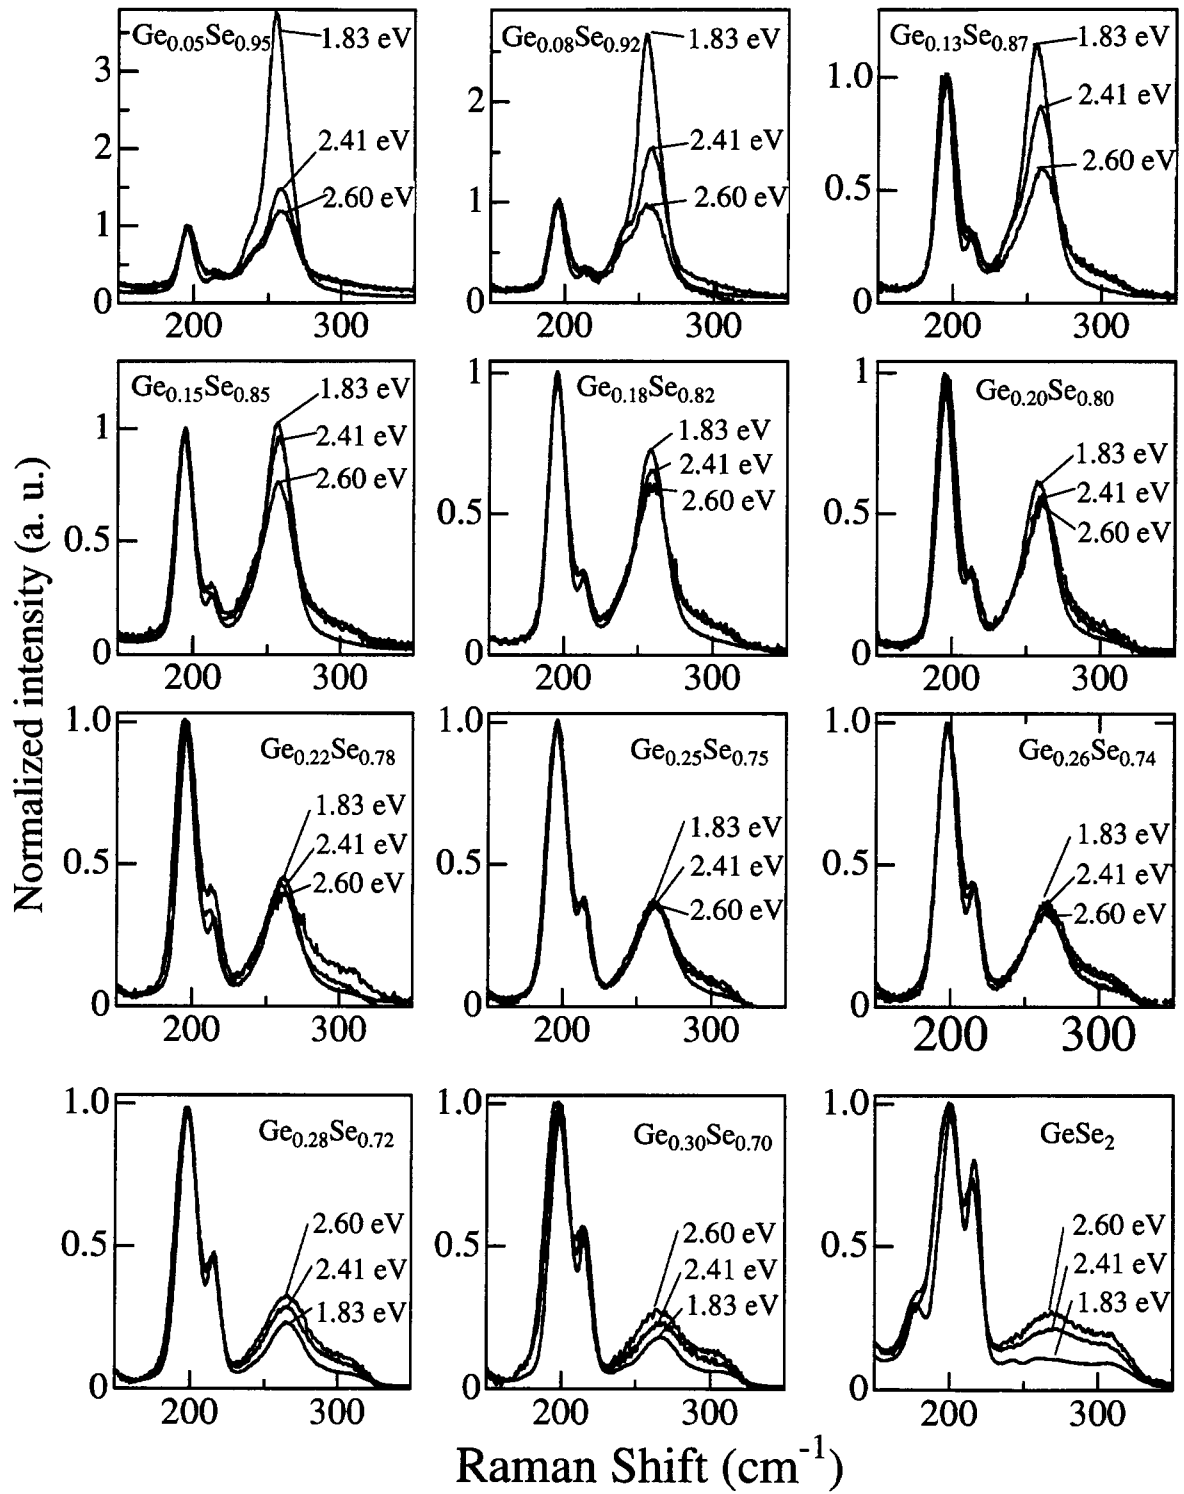 Normalized intensity (a. u.)
Ge0.05Se0.95
1.83 eV
2.41 eV
2.60 eV
3
2
1
0
200
300
Ge0.08Se0.92
1.83 eV
2.41 eV
2.60 eV
2
1
0
200
300
Ge0.13Se0.87
1.83 eV
2.41 eV
2.60 eV
1.0
0.5
0
200
300
Ge0.15Se0.85
1.83 eV
2.41 eV
2.60 eV
1
0.5
0
200
300
Ge0.18Se0.82
1.83 eV
2.41 eV
2.60 eV
1
0.5
0
200
300
Ge0.20Se0.80
1.83 eV
2.41 eV
2.60 eV
1
0.5
0
200
300
Ge0.22Se0.78
1.83 eV
2.41 eV
2.60 eV
1.0
0.5
0
200
300
Ge0.25Se0.75
1.83 eV
2.41 eV
2.60 eV
1.0
0.5
0
200
300
Ge0.26Se0.74
1.83 eV
2.41 eV
2.60 eV
1.0
0.5
0
200
300
Ge0.28Se0.72
2.60 eV
2.41 eV
1.83 eV
1.0
0.5
0
200
300
Ge0.30Se0.70
2.60 eV
2.41 eV
1.83 eV
1.0
0.5
0
200
300
GeSe2
2.60 eV
2.41 eV
1.83 eV
1.0
0.5
0
200
300
Raman Shift (cm-1)